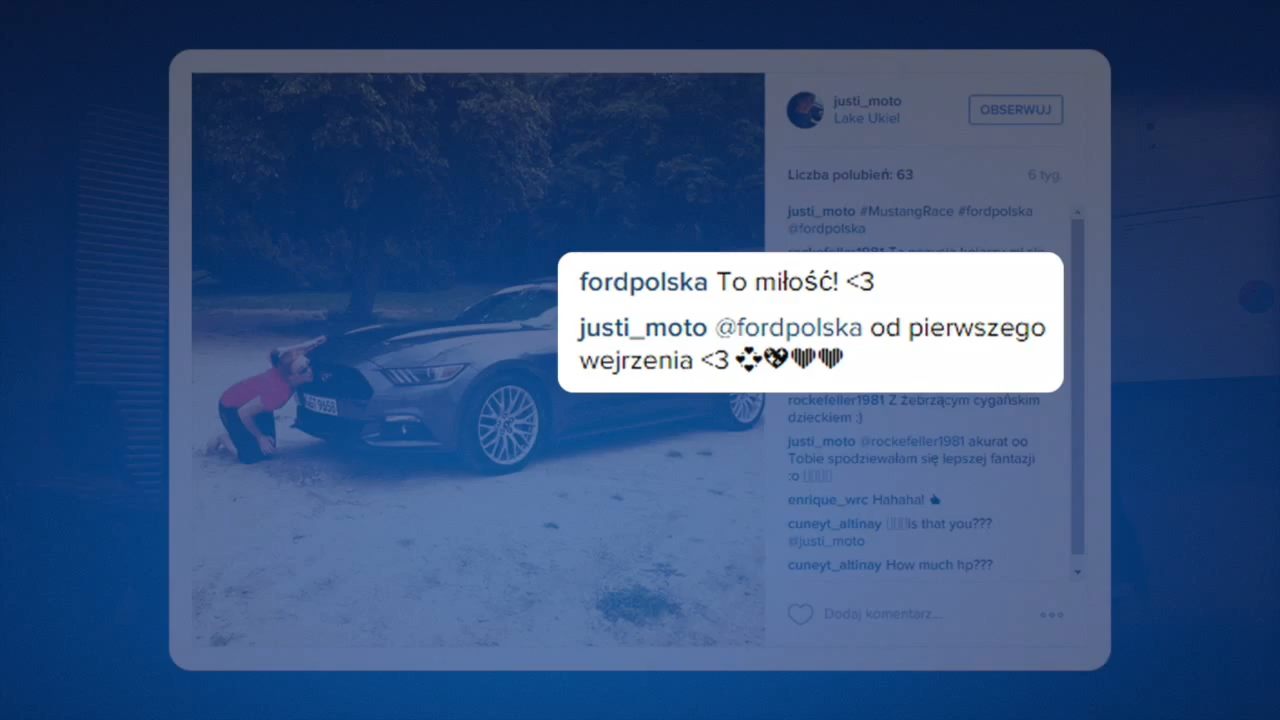 justi_moto
Lake Ukiel
OBSERWUJ
Liczba polubień: 63
6 tyg.
justi_moto #MustangRace #fordpolska
@fordpolska
rockefeller1981
fordpolska To miłość! <3
justi_moto @fordpolska od pierwszego
wejrzenia <3 💞💖♥♥
rockefeller1981 Z żebrzącym cygańskim
dzieckiem ;)
justi_moto @rockefeller1981 akurat oo
Tobie spodziewałam się lepszej fantazji
:o ▯▯▯▯
enrique_wrc Hahaha! 👍
cuneyt_altinay ▯▯▯Is that you???
@justi_moto
cuneyt_altinay How much hp???
Dodaj komentarz...